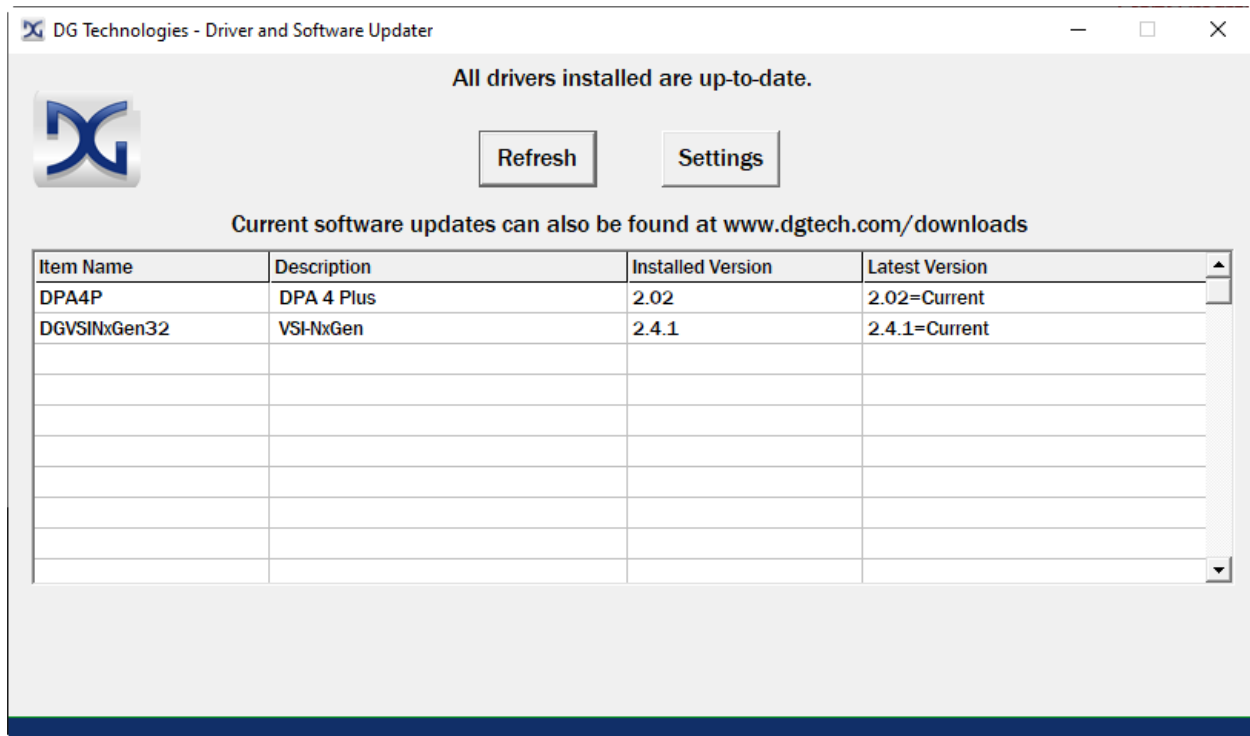 DG Technologies - Driver and Software Updater
All drivers installed are up-to-date.
DG
Refresh Settings
Current software updates can also be found at www.dgtech.com/downloads
Item Name Description Installed Version Latest Version
DPA4P DPA 4 Plus 2.02 2.02=Current
DGVSINxGen32 VSI-NxGen 2.4.1 2.4.1=Current